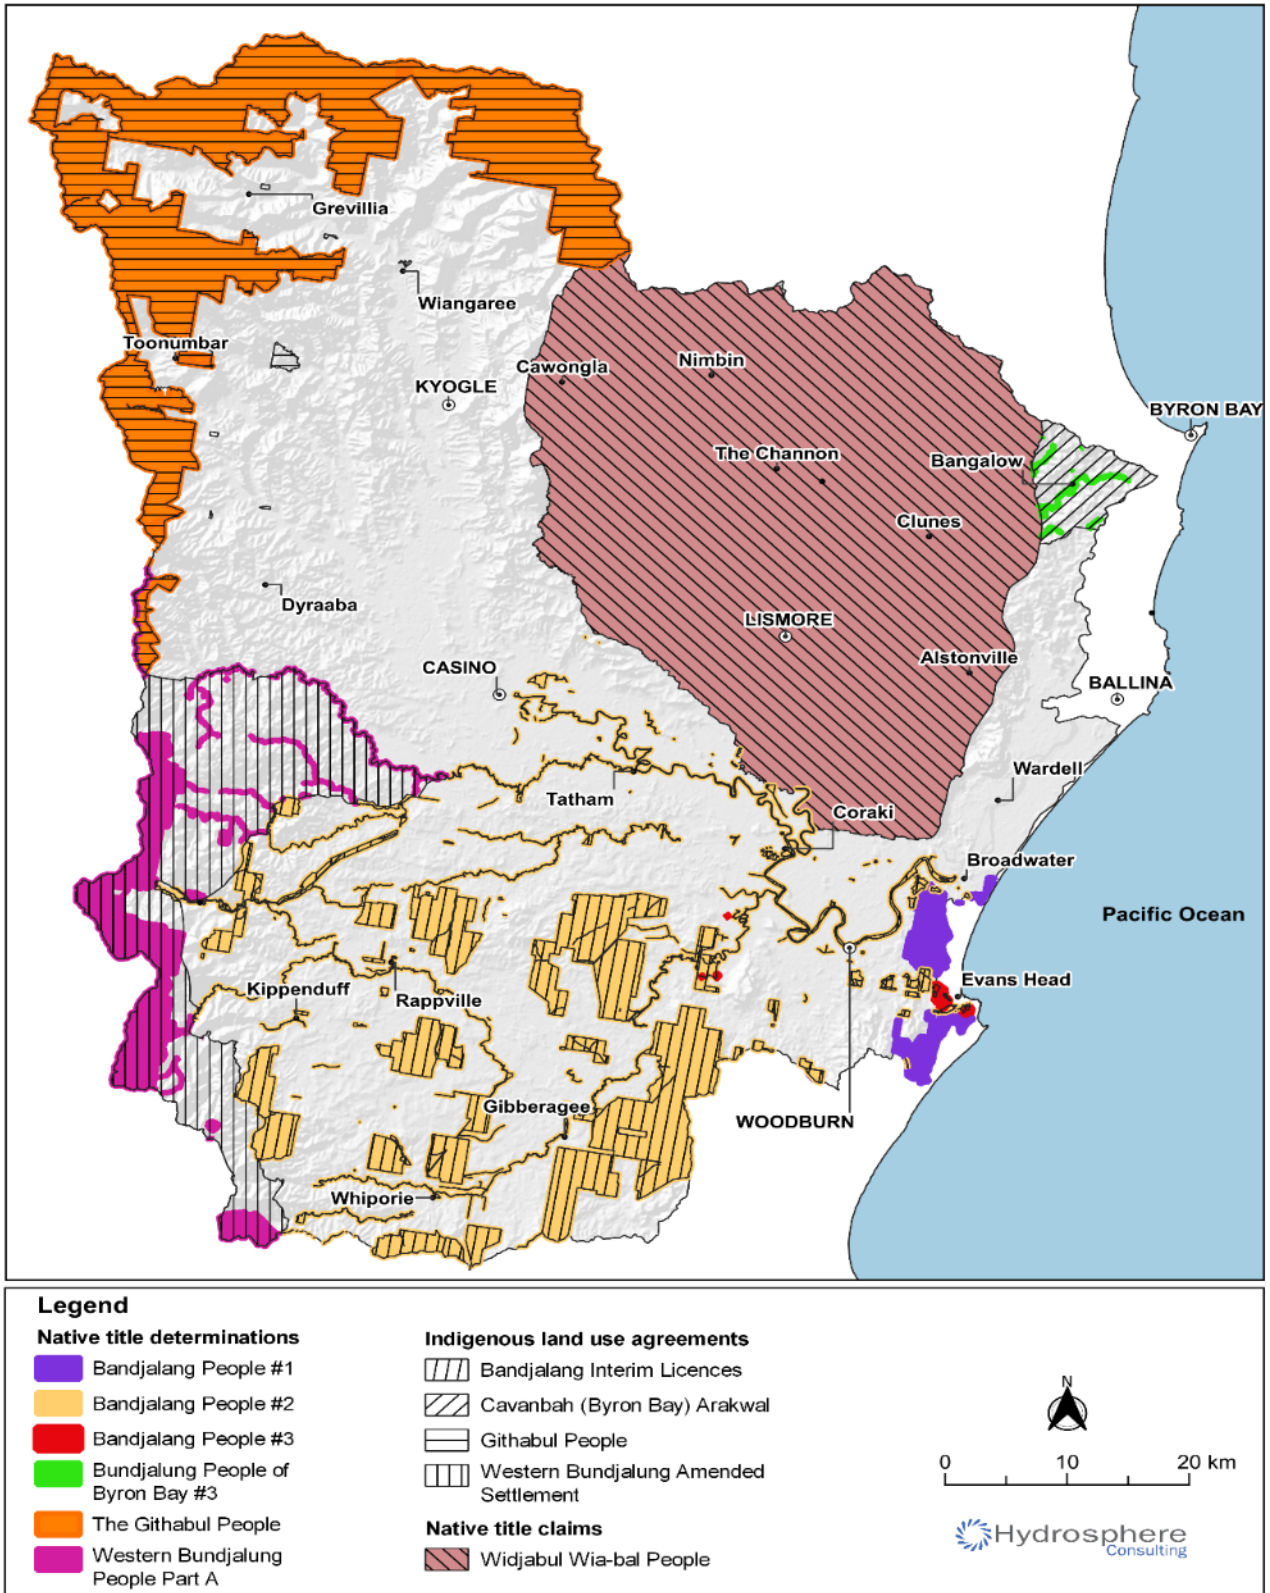 Grevillia
Wiangaree
Toonumbar
Cawongla
Nimbin
KYOGLE
BYRON BAY
The Channon
Bangalow
Clunes
Dyraaba
LISMORE
CASINO
Alstonville
BALLINA
Wardell
Tatham
Coraki
Broadwater
Pacific Ocean
Evans Head
Kippenduff
Rappville
Gibberagee
WOODBURN
Whiporie
Legend
Native title determinations
Bandjalang People #1
Bandjalang People #2
Bandjalang People #3
Bundjalung People of
Byron Bay #3
The Githabul People
Western Bundjalung
People Part A
Indigenous land use agreements
Bandjalang Interim Licences
Cavanbah (Byron Bay) Arakwal
Githabul People
Western Bundjalung Amended
Settlement
Native title claims
Widjabul Wia-bal People
N
0 10 20 km
Hydrosphere
Consulting